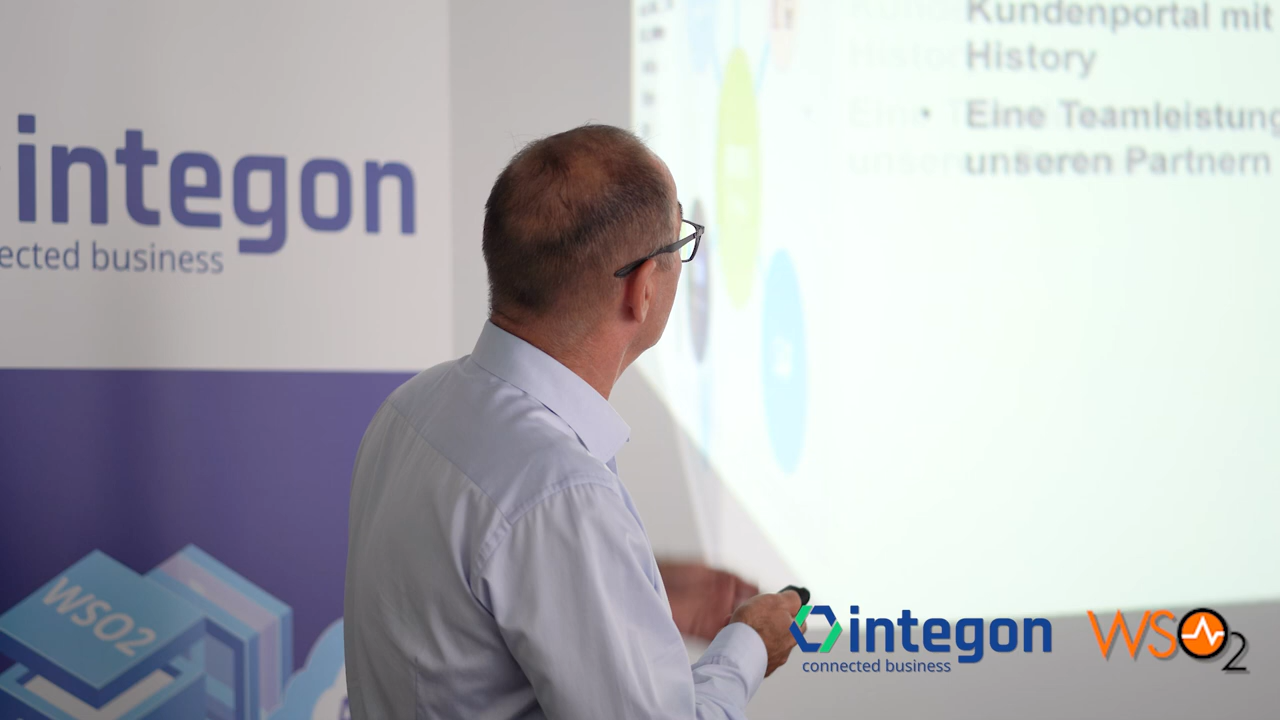 integon
ected business
WSO2
Kundenportal mit
History
• Eine Teamleistung
unseren Partnern
integon
connected business
WSO2